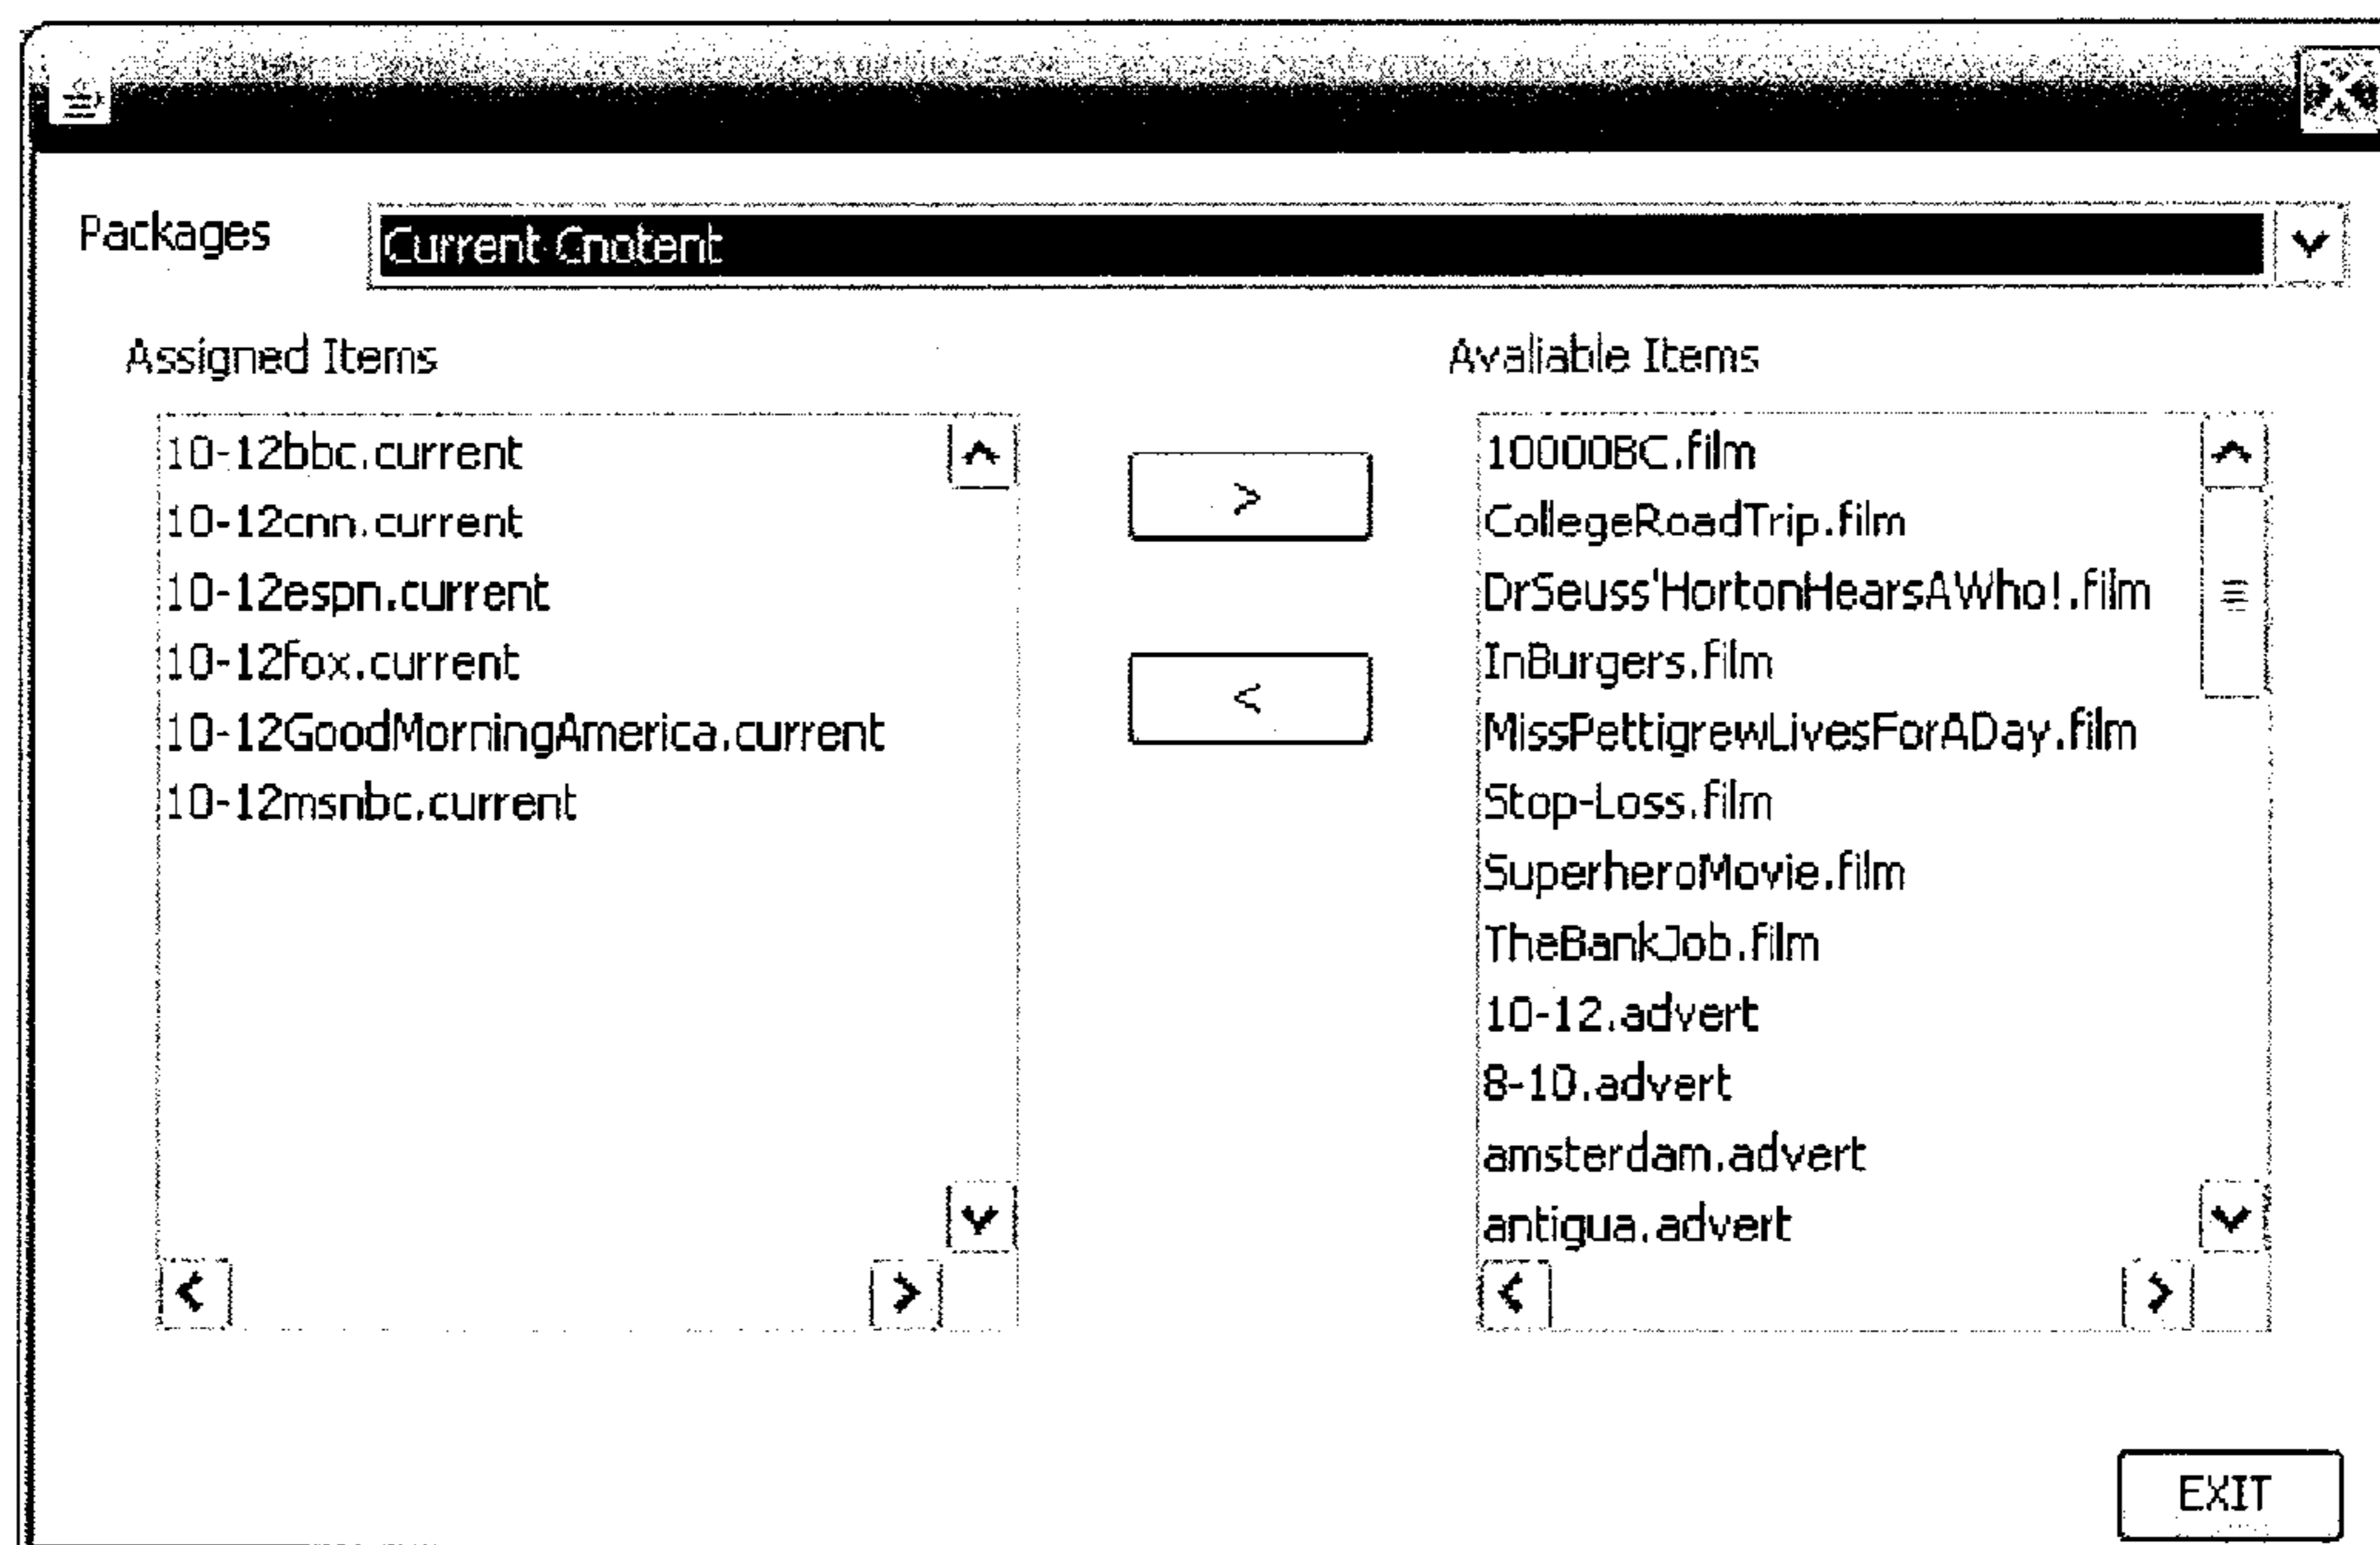 Packages
Current Cnotent
Assigned Items
10-12bbc.current
10-12cnn.current
10-12espn.current
10-12fox.current
10-12GoodMorningAmerica.current
10-12msnbc.current
>
<
Avaliable Items
10000BC.film
CollegeRoadTrip.film
DrSeuss'HortonHearsAWho!.film
InBurgers.film
MissPettigrewLivesForADay.film
Stop-Loss.film
SuperheroMovie.film
TheBankJob.film
10-12.advert
8-10.advert
amsterdam.advert
antigua.advert
EXIT